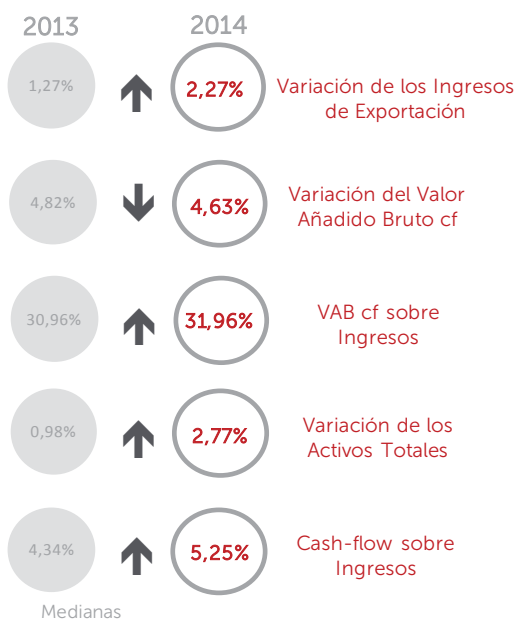 2013 2014
1,27% 2,27% Variación de los Ingresos
de Exportación
4,82% 4,63% Variación del Valor
Añadido Bruto cf
30,96% 31,96% VAB cf sobre
Ingresos
0,98% 2,77% Variación de los
Activos Totales
4,34% 5,25% Cash-flow sobre
Ingresos
Medianas